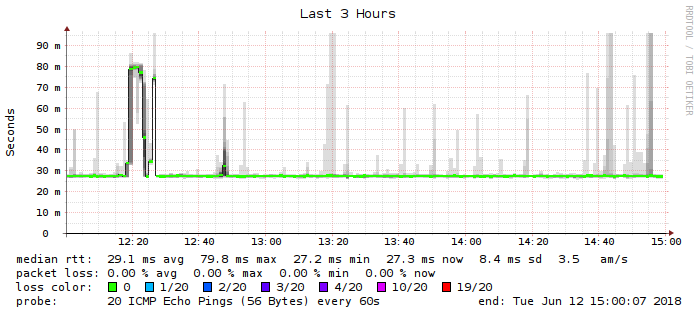 Last 3 Hours
RRDTOOL / TOBI OETIKER
Seconds
90 m
80 m
70 m
60 m
50 m
40 m
30 m
20 m
10 m
0
12:20 12:40 13:00 13:20 13:40 14:00 14:20 14:40 15:00
median rtt: 29.1 ms avg 79.8 ms max 27.2 ms min 27.3 ms now 8.4 ms sd 3.5 am/s
packet loss: 0.00 % avg 0.00 % max 0.00 % min 0.00 % now
loss color: 0 1/20 2/20 3/20 4/20 10/20 19/20
probe: 20 ICMP Echo Pings (56 Bytes) every 60s end: Tue Jun 12 15:00:07 2018